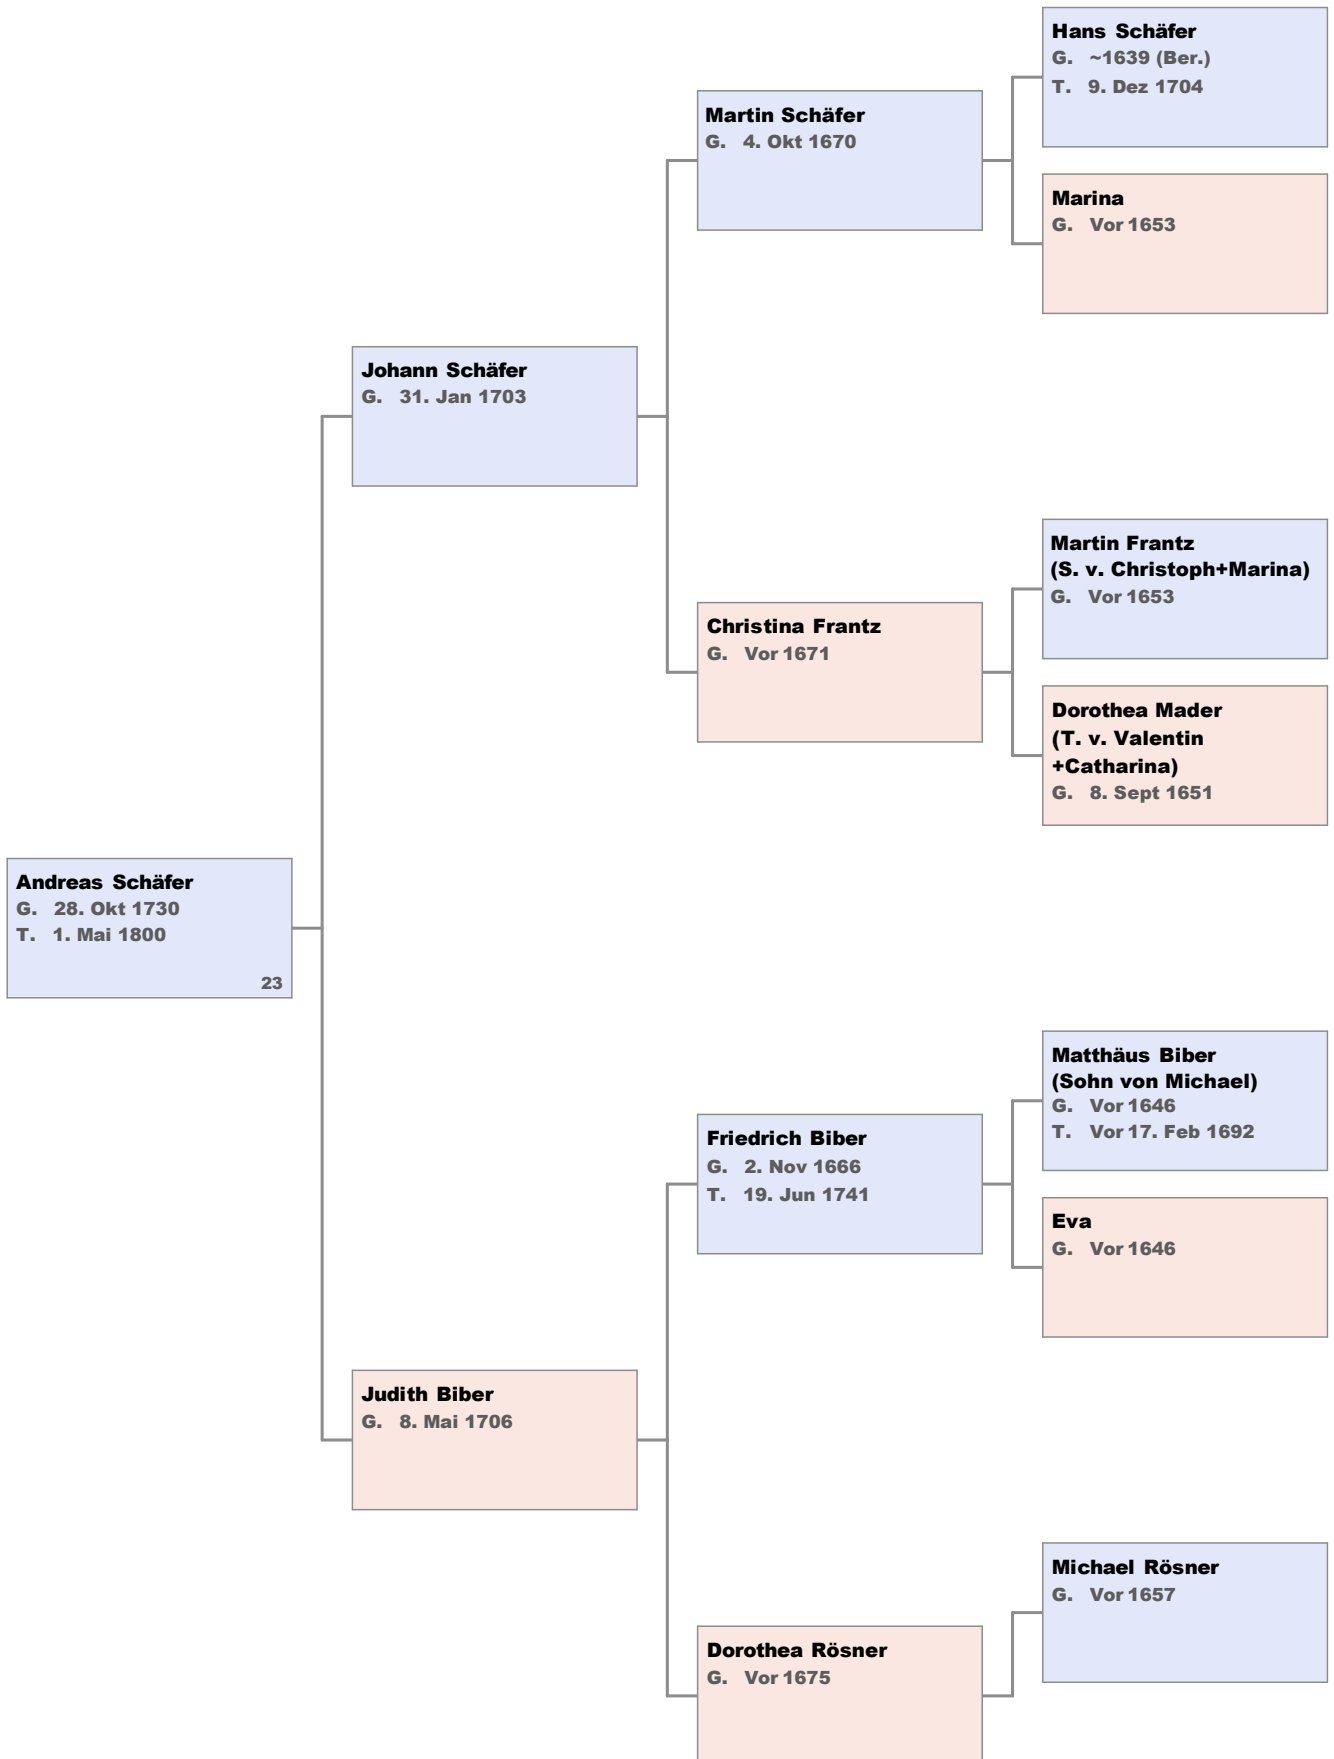 Hans Schäfer
G. ~1639 (Ber.)
T. 9. Dez 1704
Martin Schäfer
G. 4. Okt 1670
Marina
G. Vor 1653
Johann Schäfer
G. 31. Jan 1703
Martin Frantz
(S. v. Christoph+Marina)
G. Vor 1653
Christina Frantz
G. Vor 1671
Dorothea Mader
(T. v. Valentin
+Catharina)
G. 8. Sept 1651
Andreas Schäfer
G. 28. Okt 1730
T. 1. Mai 1800
23
Matthäus Biber
(Sohn von Michael)
G. Vor 1646
T. Vor 17. Feb 1692
Friedrich Biber
G. 2. Nov 1666
T. 19. Jun 1741
Eva
G. Vor 1646
Judith Biber
G. 8. Mai 1706
Michael Rösner
G. Vor 1657
Dorothea Rösner
G. Vor 1675